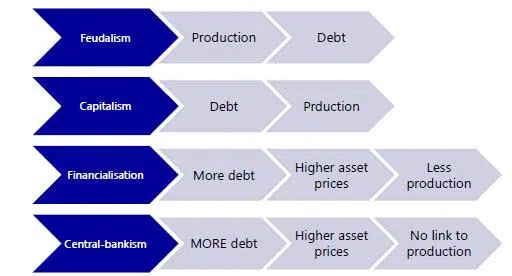 Feudalism
Production
Debt
Capitalism
Debt
Prduction
Financialisation
More debt
Higher asset
prices
Less
production
Central-bankism
MORE debt
Higher asset
prices
No link to
production